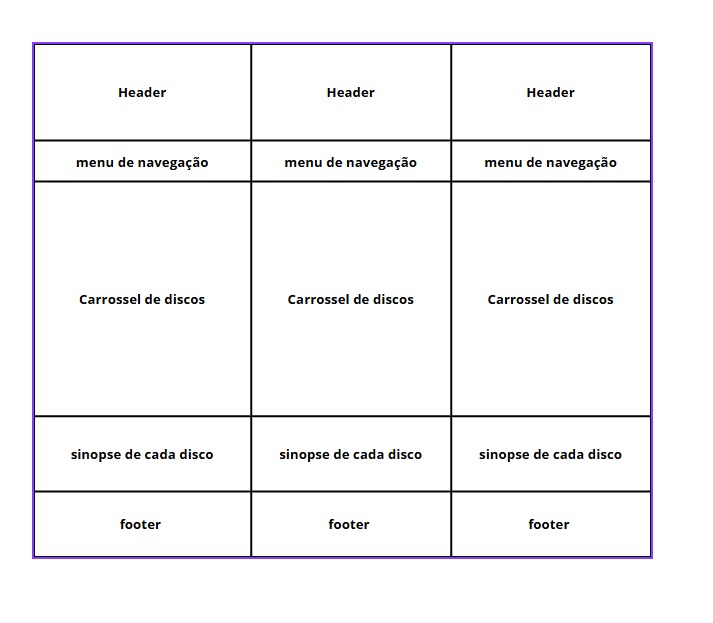 Header
Header
Header
menu de navegação
menu de navegação
menu de navegação
Carrossel de discos
Carrossel de discos
Carrossel de discos
sinopse de cada disco
sinopse de cada disco
sinopse de cada disco
footer
footer
footer